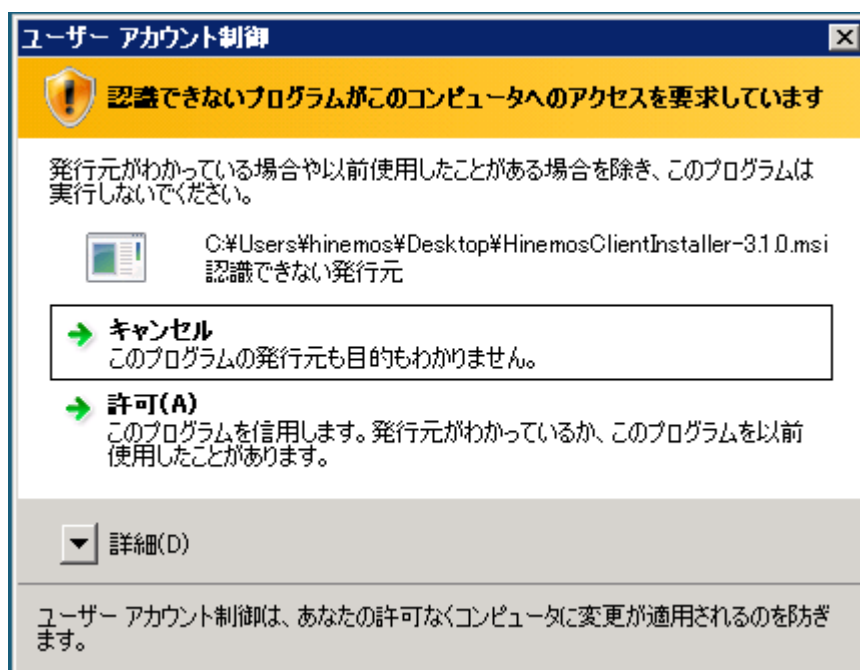 ユーザー アカウント制御
認識できないプログラムがこのコンピュータへのアクセスを要求しています
発行元がわかっている場合や以前使用したことがある場合を除き、このプログラムは
実行しないでください。
C:¥Users¥hinemos¥Desktop¥HinemosClientInstaller-3.1.0.msi
認識できない発行元
キャンセル
このプログラムの発行元も目的もわかりません。
許可(A)
このプログラムを信用します。発行元がわかっているか、このプログラムを以前
使用したことがあります。
詳細(D)
ユーザー アカウント制御は、あなたの許可なくコンピュータに変更が適用されるのを防ぎ
ます。